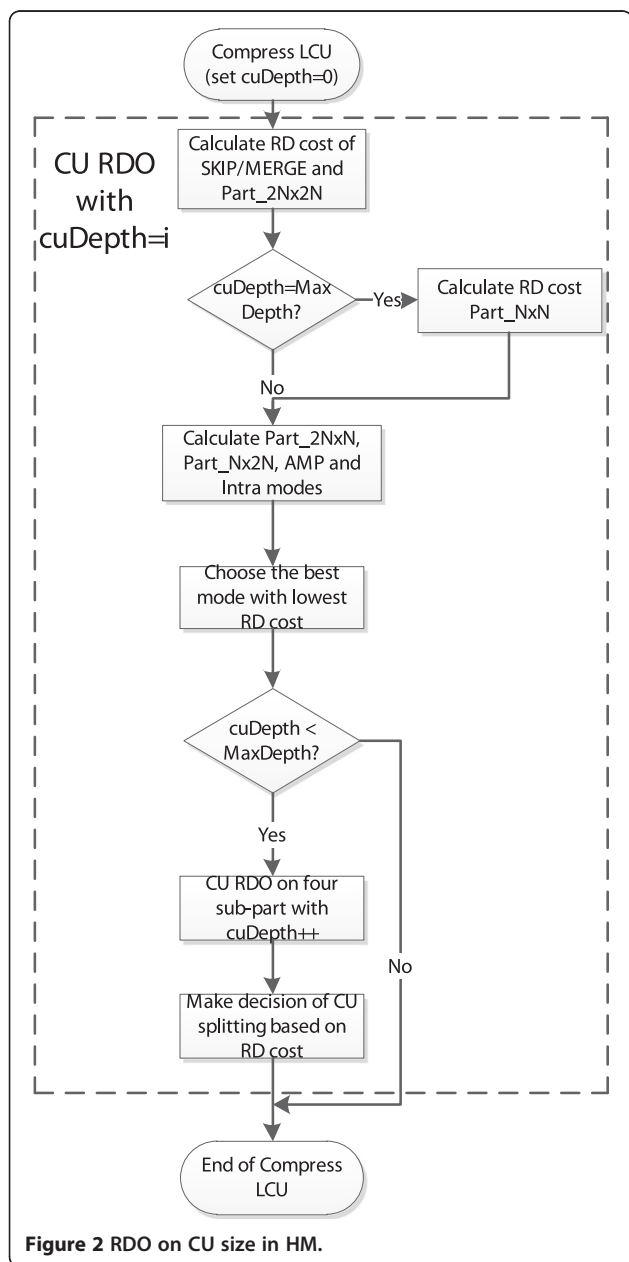 Compress LCU
(set cuDepth=0)
CU RDO
with
cuDepth=i
Calculate RD cost of
SKIP/MERGE and
Part_2Nx2N
cuDepth=Max
Depth?
Yes
Calculate RD cost
Part_NxN
No
Calculate Part_2NxN,
Part_Nx2N, AMP and
Intra modes
Choose the best
mode with lowest
RD cost
cuDepth <
MaxDepth?
Yes
No
CU RDO on four
sub-part with
cuDepth++
Make decision of CU
splitting based on
RD cost
End of Compress
LCU
Figure 2 RDO on CU size in HM.